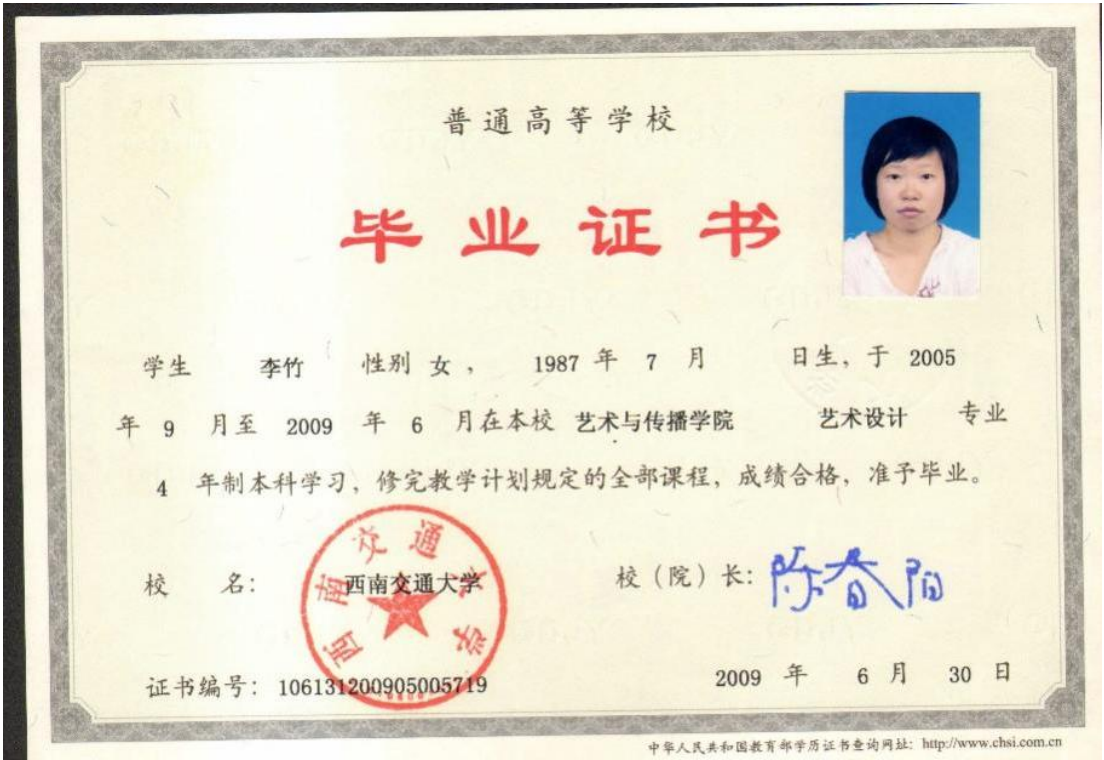 普通高等学校
毕业证书
学生 李竹 性别 女， 1987 年 7 月 日生，于 2005
年 9 月至 2009 年 6 月在本校 艺术与传播学院 艺术设计 专业
4 年制本科学习，修完教学计划规定的全部课程，成绩合格，准予毕业。
校 名： 西南交通大学 校（院）长： 陈春阳
西南交通大学
证书编号： 106131200905005719 2009 年 6 月 30 日
中华人民共和国教育部学历证书查询网址：http://www.chsi.com.cn